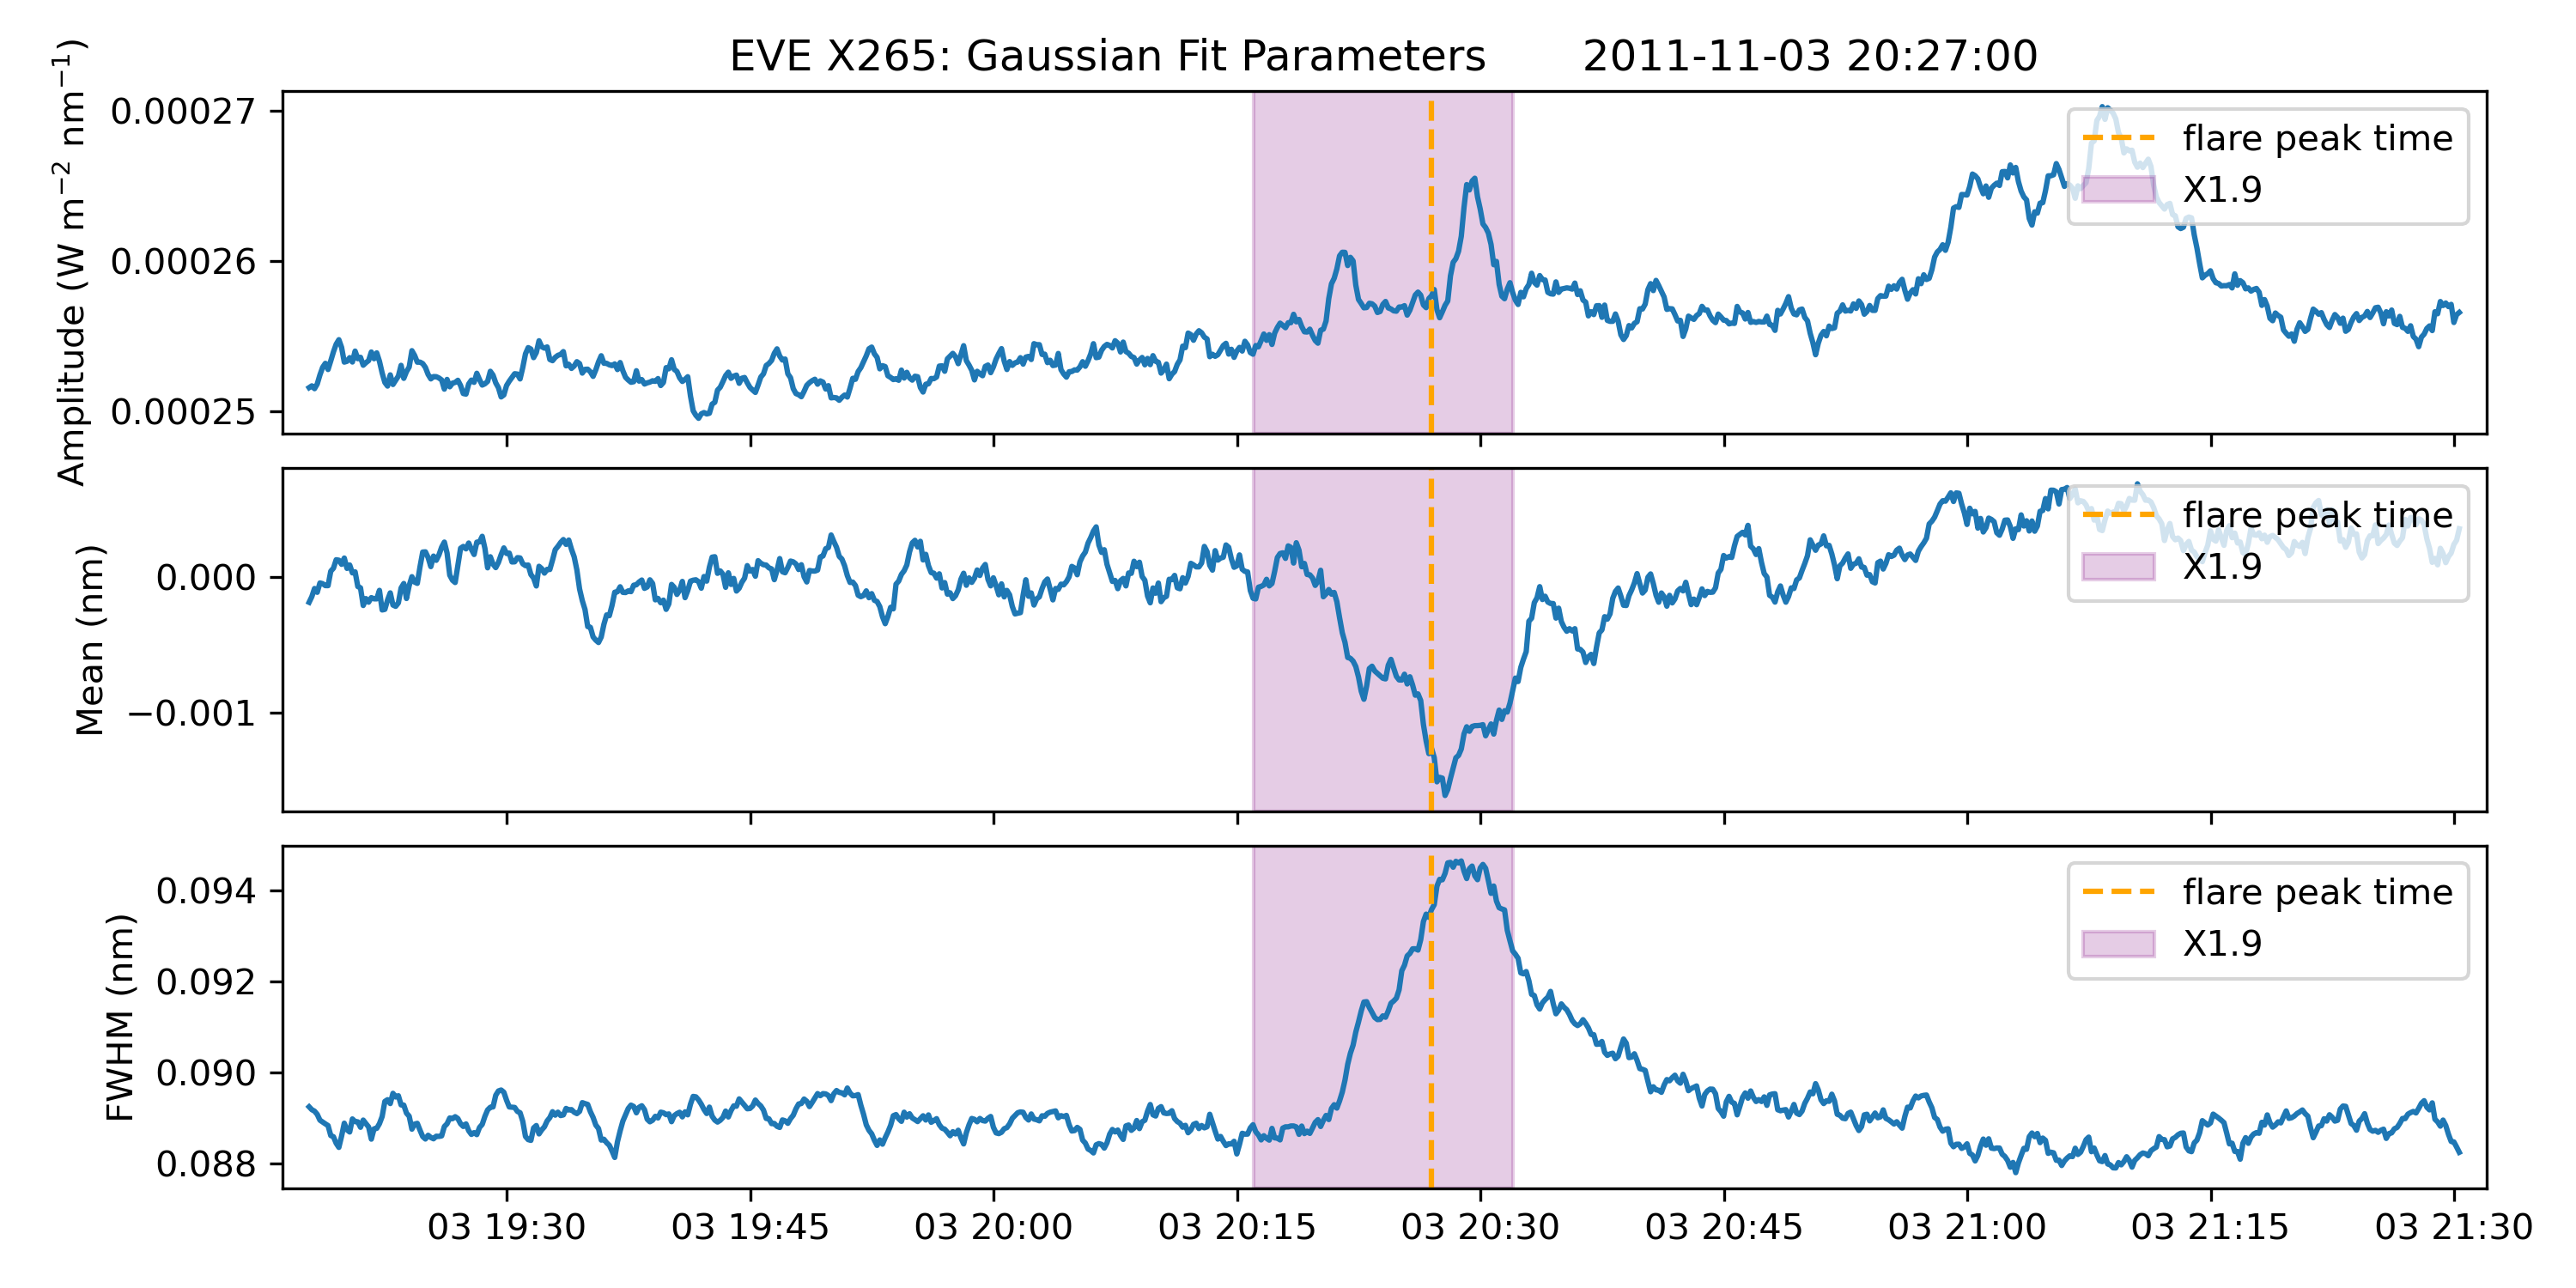 EVE X265: Gaussian Fit Parameters 2011-11-03 20:27:00
Amplitude (W m⁻² nm⁻¹)
0.00027
0.00026
0.00025
flare peak time
X1.9
Mean (nm)
0.000
−0.001
flare peak time
X1.9
FWHM (nm)
0.094
0.092
0.090
0.088
flare peak time
X1.9
03 19:30 03 19:45 03 20:00 03 20:15 03 20:30 03 20:45 03 21:00 03 21:15 03 21:30